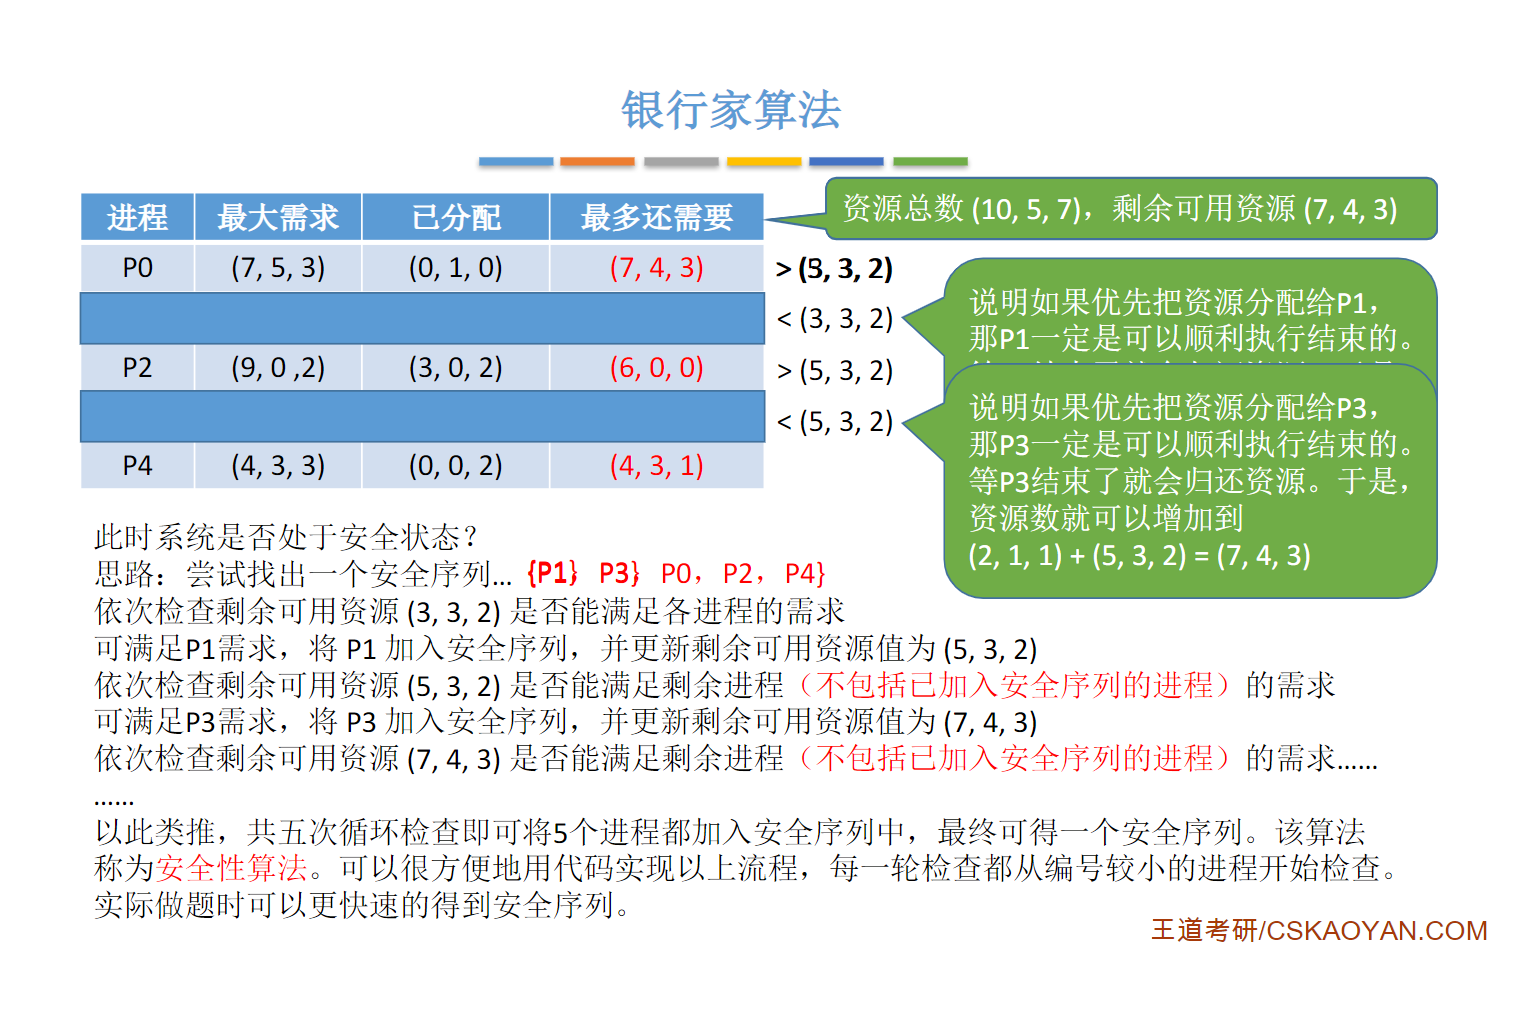 银行家算法
进程 最大需求 已分配 最多还需要
资源总数 (10, 5, 7)，剩余可用资源 (7, 4, 3)
P0 (7, 5, 3) (0, 1, 0) (7, 4, 3) > (5, 3, 2)
< (3, 3, 2)
说明如果优先把资源分配给P1，
那P1一定是可以顺利执行结束的。
P2 (9, 0 ,2) (3, 0, 2) (6, 0, 0) > (5, 3, 2)
< (5, 3, 2)
说明如果优先把资源分配给P3，
那P3一定是可以顺利执行结束的。
等P3结束了就会归还资源。于是，
资源数就可以增加到
(2, 1, 1) + (5, 3, 2) = (7, 4, 3)
P4 (4, 3, 3) (0, 0, 2) (4, 3, 1)
此时系统是否处于安全状态？
思路：尝试找出一个安全序列... {P1, P3, P0，P2，P4}
依次检查剩余可用资源 (3, 3, 2) 是否能满足各进程的需求
可满足P1需求，将 P1 加入安全序列，并更新剩余可用资源值为 (5, 3, 2)
依次检查剩余可用资源 (5, 3, 2) 是否能满足剩余进程（不包括已加入安全序列的进程）的需求
可满足P3需求，将 P3 加入安全序列，并更新剩余可用资源值为 (7, 4, 3)
依次检查剩余可用资源 (7, 4, 3) 是否能满足剩余进程（不包括已加入安全序列的进程）的需求......
......
以此类推，共五次循环检查即可将5个进程都加入安全序列中，最终可得一个安全序列。该算法
称为安全性算法。可以很方便地用代码实现以上流程，每一轮检查都从编号较小的进程开始检查。
实际做题时可以更快速的得到安全序列。
王道考研/CSKAOYAN.COM